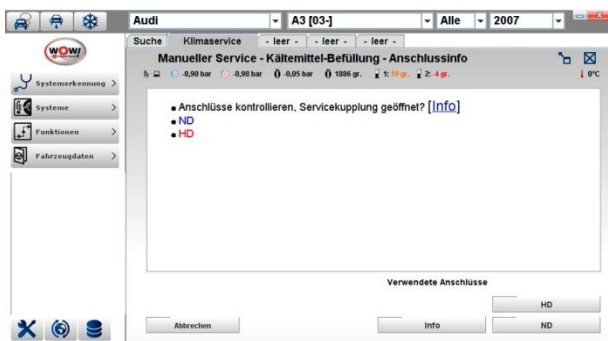 Audi A3 [03-] Alle 2007
Suche Klimaservice - leer - - leer - - leer -
WOW!
Manueller Service - Kältemittel-Befüllung - Anschlussinfo
-0,90 bar -0,98 bar -0,05 bar 1886 gr. 1: 19 gr. 2: -4 gr. 0°C
Systemerkennung >
Systeme >
Funktionen >
Fahrzeugdaten >
• Anschlüsse kontrollieren, Servicekupplung geöffnet? [Info]
• ND
• HD
Verwendete Anschlüsse
HD
Abbrechen Info ND